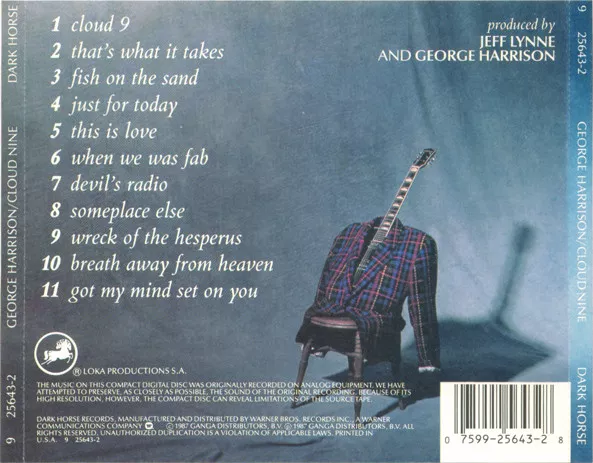 DARK HORSE
GEORGE HARRISON/CLOUD NINE
9 25643-2
1 cloud 9
2 that's what it takes
3 fish on the sand
4 just for today
5 this is love
6 when we was fab
7 devil's radio
8 someplace else
9 wreck of the hesperus
10 breath away from heaven
11 got my mind set on you
produced by
JEFF LYNNE
AND GEORGE HARRISON
Ⓡ LOKA PRODUCTIONS S.A.
THE MUSIC ON THIS COMPACT DIGITAL DISC WAS ORIGINALLY RECORDED ON ANALOG EQUIPMENT. WE HAVE
ATTEMPTED TO PRESERVE, AS CLOSELY AS POSSIBLE, THE SOUND OF THE ORIGINAL RECORDING. BECAUSE OF ITS
HIGH RESOLUTION, HOWEVER, THE COMPACT DISC CAN REVEAL LIMITATIONS OF THE SOURCE TAPE.
DARK HORSE RECORDS, MANUFACTURED AND DISTRIBUTED BY WARNER BROS. RECORDS INC., A WARNER
COMMUNICATIONS COMPANY ℗ 1987 GANGA DISTRIBUTORS, B.V. © 1987 GANGA DISTRIBUTORS, B.V. ALL
RIGHTS RESERVED. UNAUTHORIZED DUPLICATION IS A VIOLATION OF APPLICABLE LAWS. PRINTED IN
U.S.A. 9 25643-2
0 7599-25643-2 8
9 25643-2
GEORGE HARRISON/CLOUD NINE
DARK HORSE